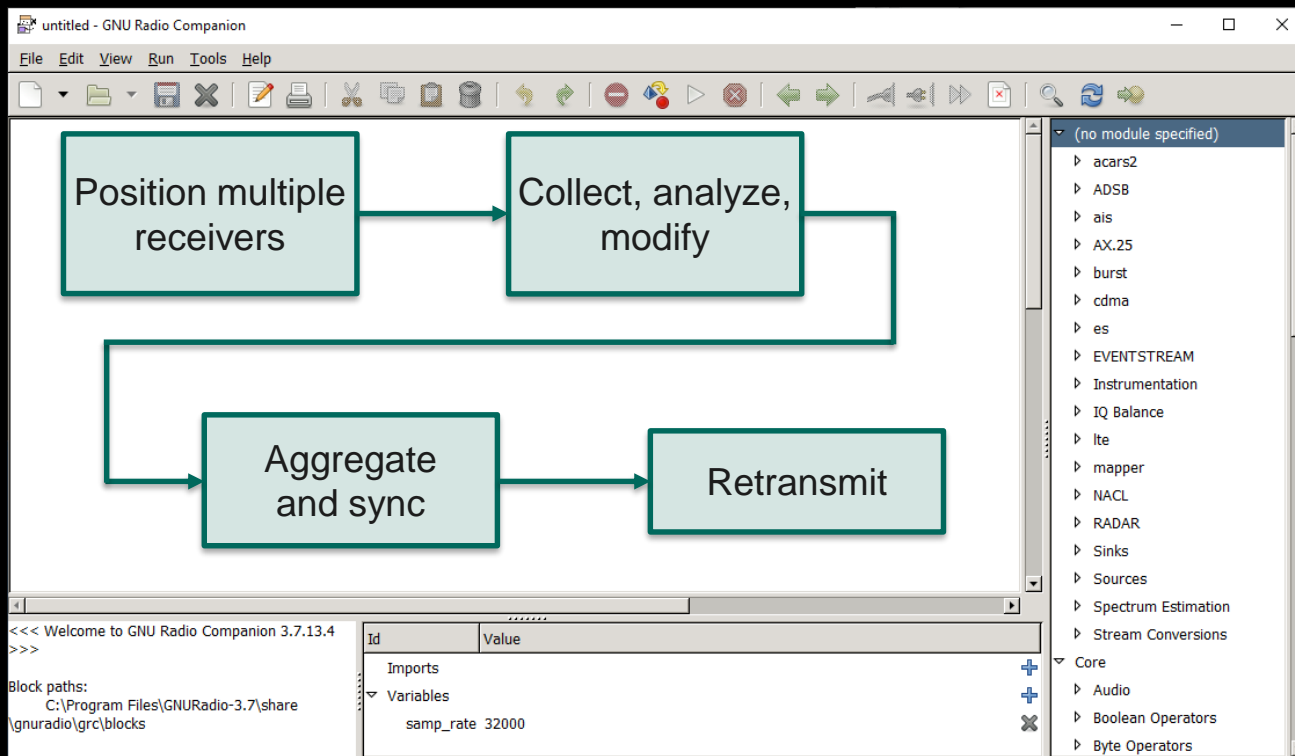 untitled - GNU Radio Companion
File Edit View Run Tools Help
Position multiple
receivers
Collect, analyze,
modify
Aggregate
and sync
Retransmit
<<< Welcome to GNU Radio Companion 3.7.13.4
>>>
Block paths:
C:\Program Files\GNURadio-3.7\share
\gnuradio\grc\blocks
Id Value
Imports
Variables
samp_rate 32000
(no module specified)
acars2
ADSB
ais
AX.25
burst
cdma
es
EVENTSTREAM
Instrumentation
IQ Balance
lte
mapper
NACL
RADAR
Sinks
Sources
Spectrum Estimation
Stream Conversions
Core
Audio
Boolean Operators
Byte Operators